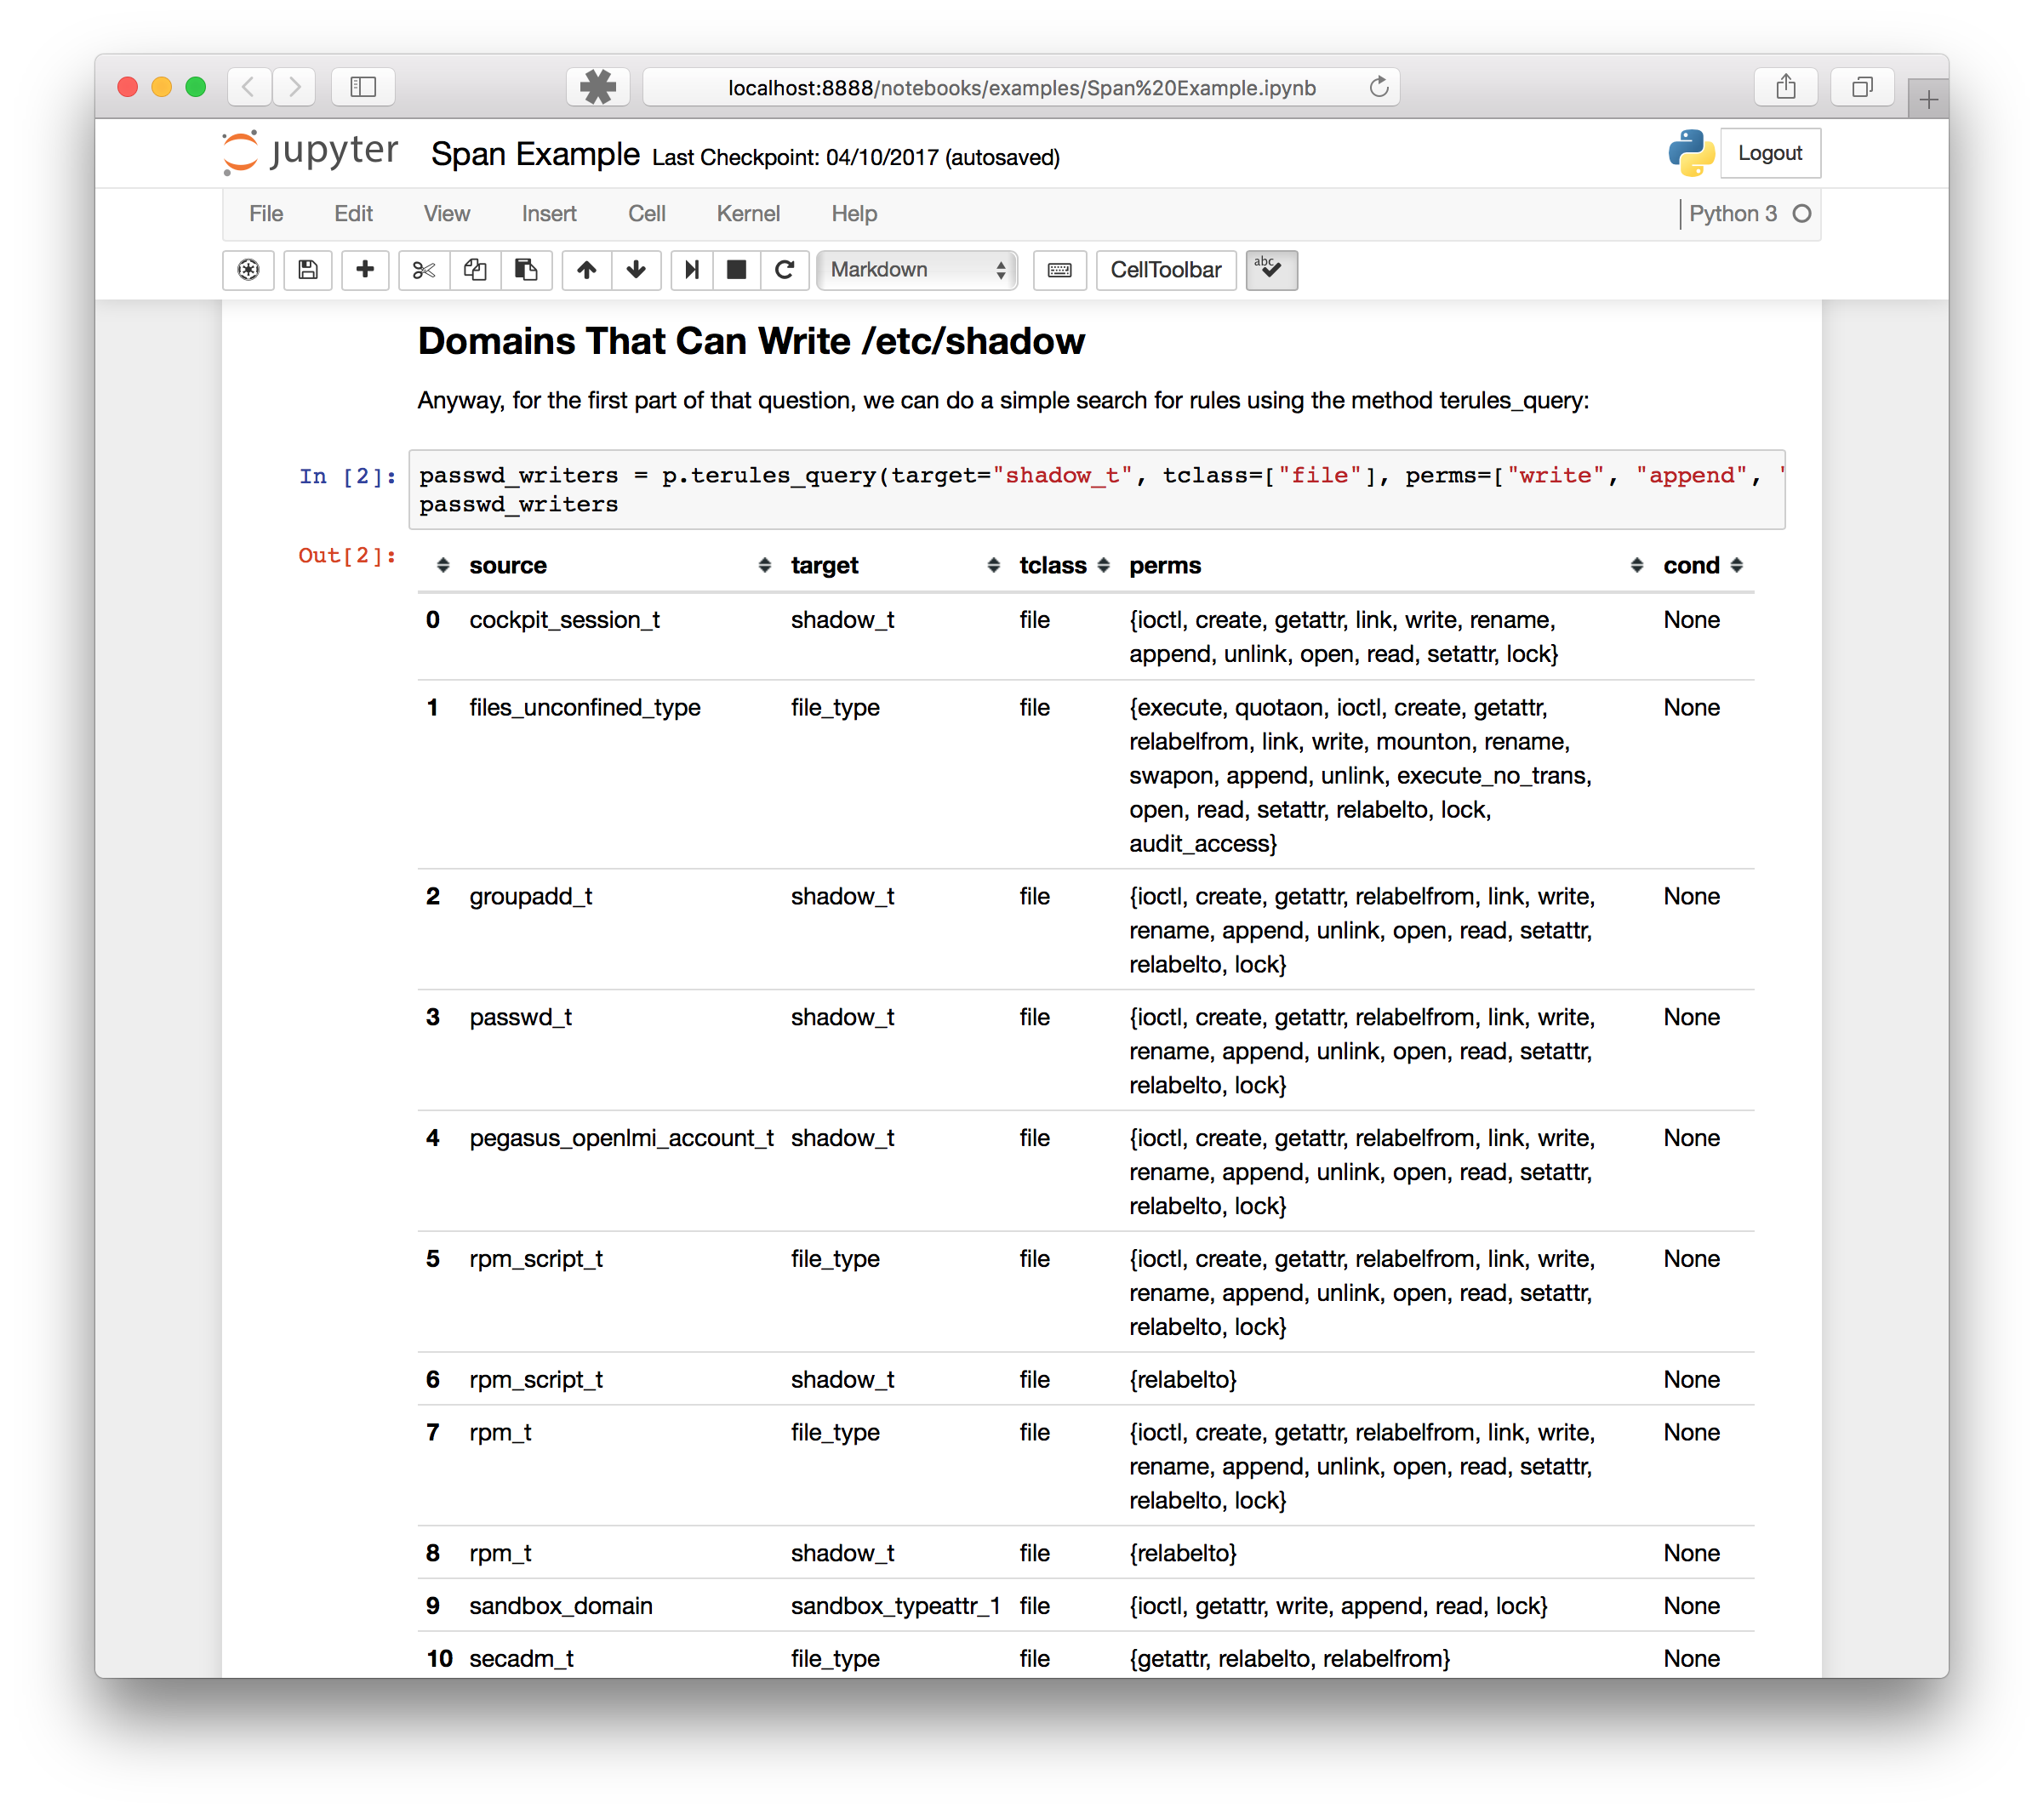 localhost:8888/notebooks/examples/Span%20Example.ipynb
jupyter Span Example Last Checkpoint: 04/10/2017 (autosaved) Logout
File Edit View Insert Cell Kernel Help Python 3
Markdown CellToolbar abc
Domains That Can Write /etc/shadow
Anyway, for the first part of that question, we can do a simple search for rules using the method terules_query:
In [2]: passwd_writers = p.terules_query(target="shadow_t", tclass=["file"], perms=["write", "append", "
passwd_writers
Out[2]: source target tclass perms cond
0 cockpit_session_t shadow_t file {ioctl, create, getattr, link, write, rename, None
append, unlink, open, read, setattr, lock}
1 files_unconfined_type file_type file {execute, quotaon, ioctl, create, getattr, None
relabelfrom, link, write, mounton, rename,
swapon, append, unlink, execute_no_trans,
open, read, setattr, relabelto, lock,
audit_access}
2 groupadd_t shadow_t file {ioctl, create, getattr, relabelfrom, link, write, None
rename, append, unlink, open, read, setattr,
relabelto, lock}
3 passwd_t shadow_t file {ioctl, create, getattr, relabelfrom, link, write, None
rename, append, unlink, open, read, setattr,
relabelto, lock}
4 pegasus_openlmi_account_t shadow_t file {ioctl, create, getattr, relabelfrom, link, write, None
rename, append, unlink, open, read, setattr,
relabelto, lock}
5 rpm_script_t file_type file {ioctl, create, getattr, relabelfrom, link, write, None
rename, append, unlink, open, read, setattr,
relabelto, lock}
6 rpm_script_t shadow_t file {relabelto} None
7 rpm_t file_type file {ioctl, create, getattr, relabelfrom, link, write, None
rename, append, unlink, open, read, setattr,
relabelto, lock}
8 rpm_t shadow_t file {relabelto} None
9 sandbox_domain sandbox_typeattr_1 file {ioctl, getattr, write, append, read, lock} None
10 secadm_t file_type file {getattr, relabelto, relabelfrom} None